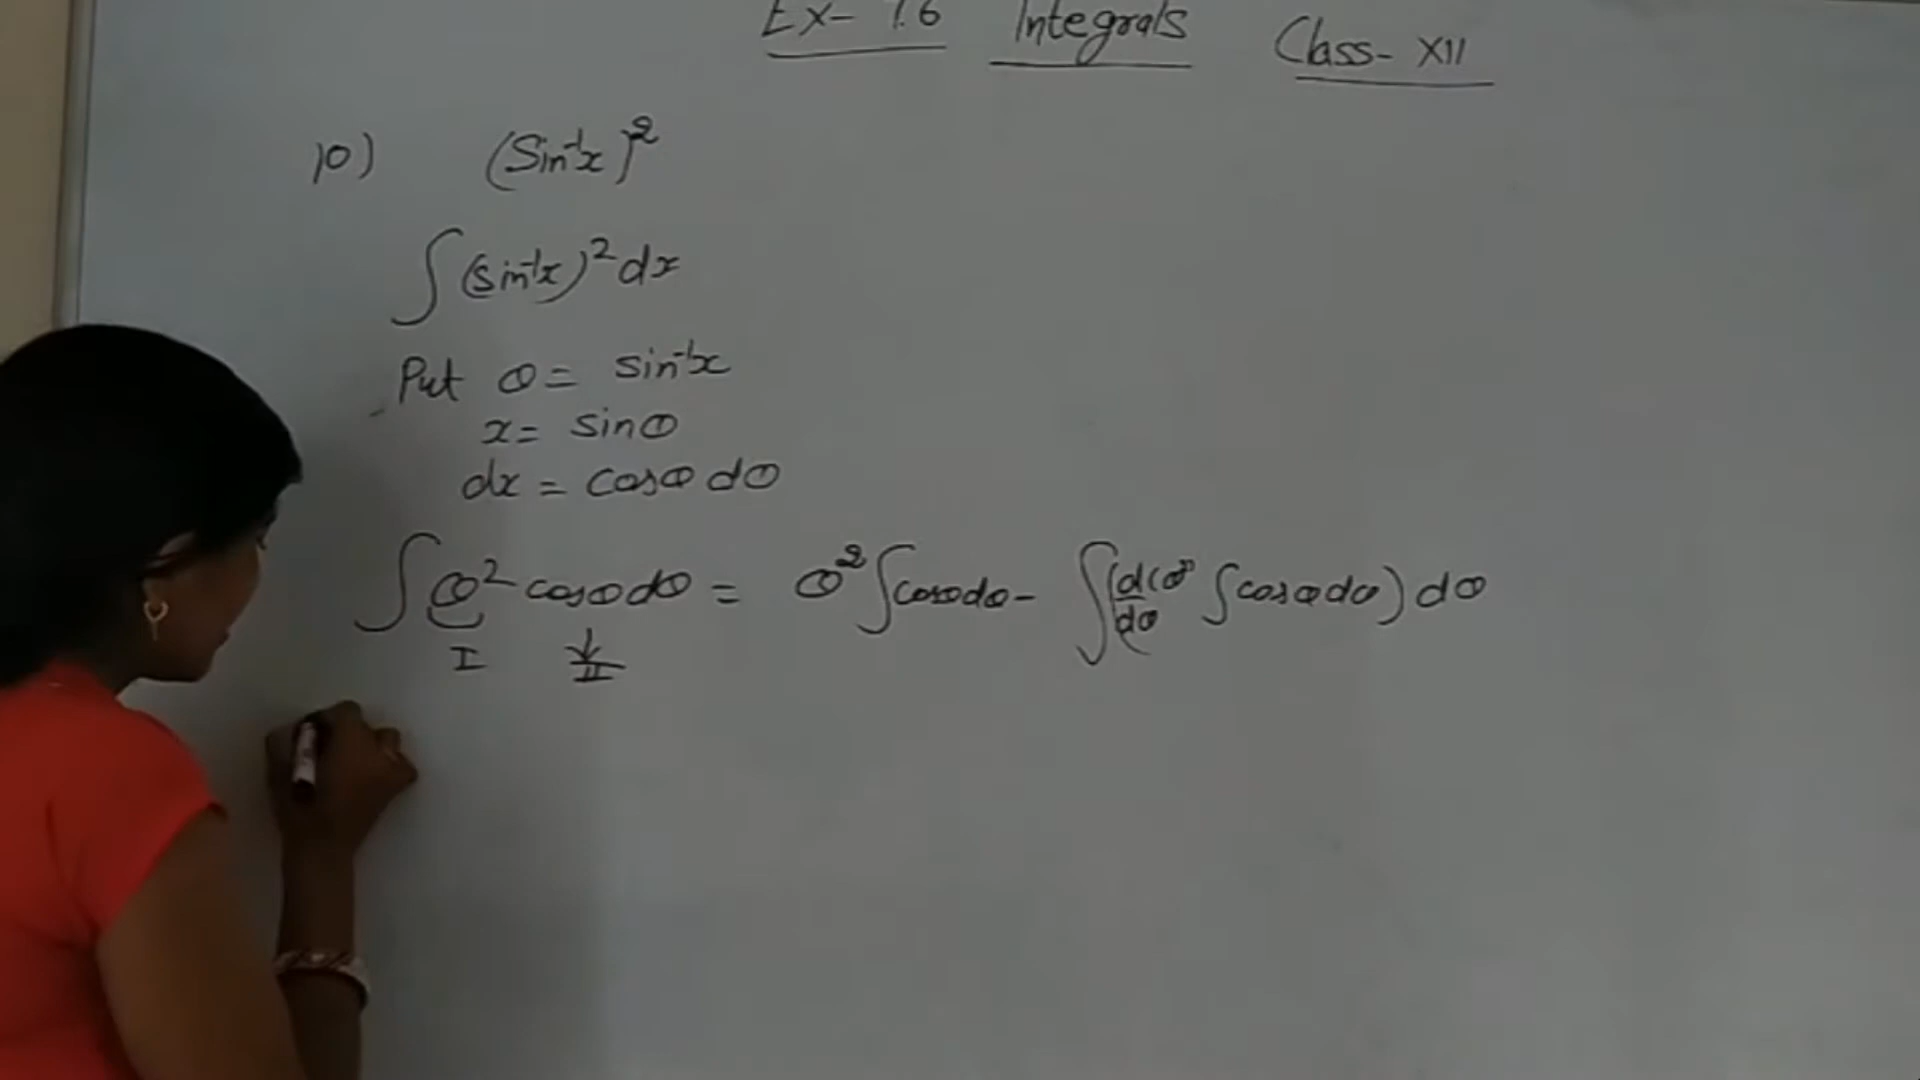 Ex- 7.6 Integrals Class- XII
10) (Sin⁻¹x)²
∫(sin⁻¹x)² dx
Put θ = sin⁻¹x
x = sinθ
dx = cosθ dθ
∫θ² cosθ dθ = θ² ∫cosθ dθ - ∫(d(θ²)/dθ ∫cosθ dθ) dθ
I II